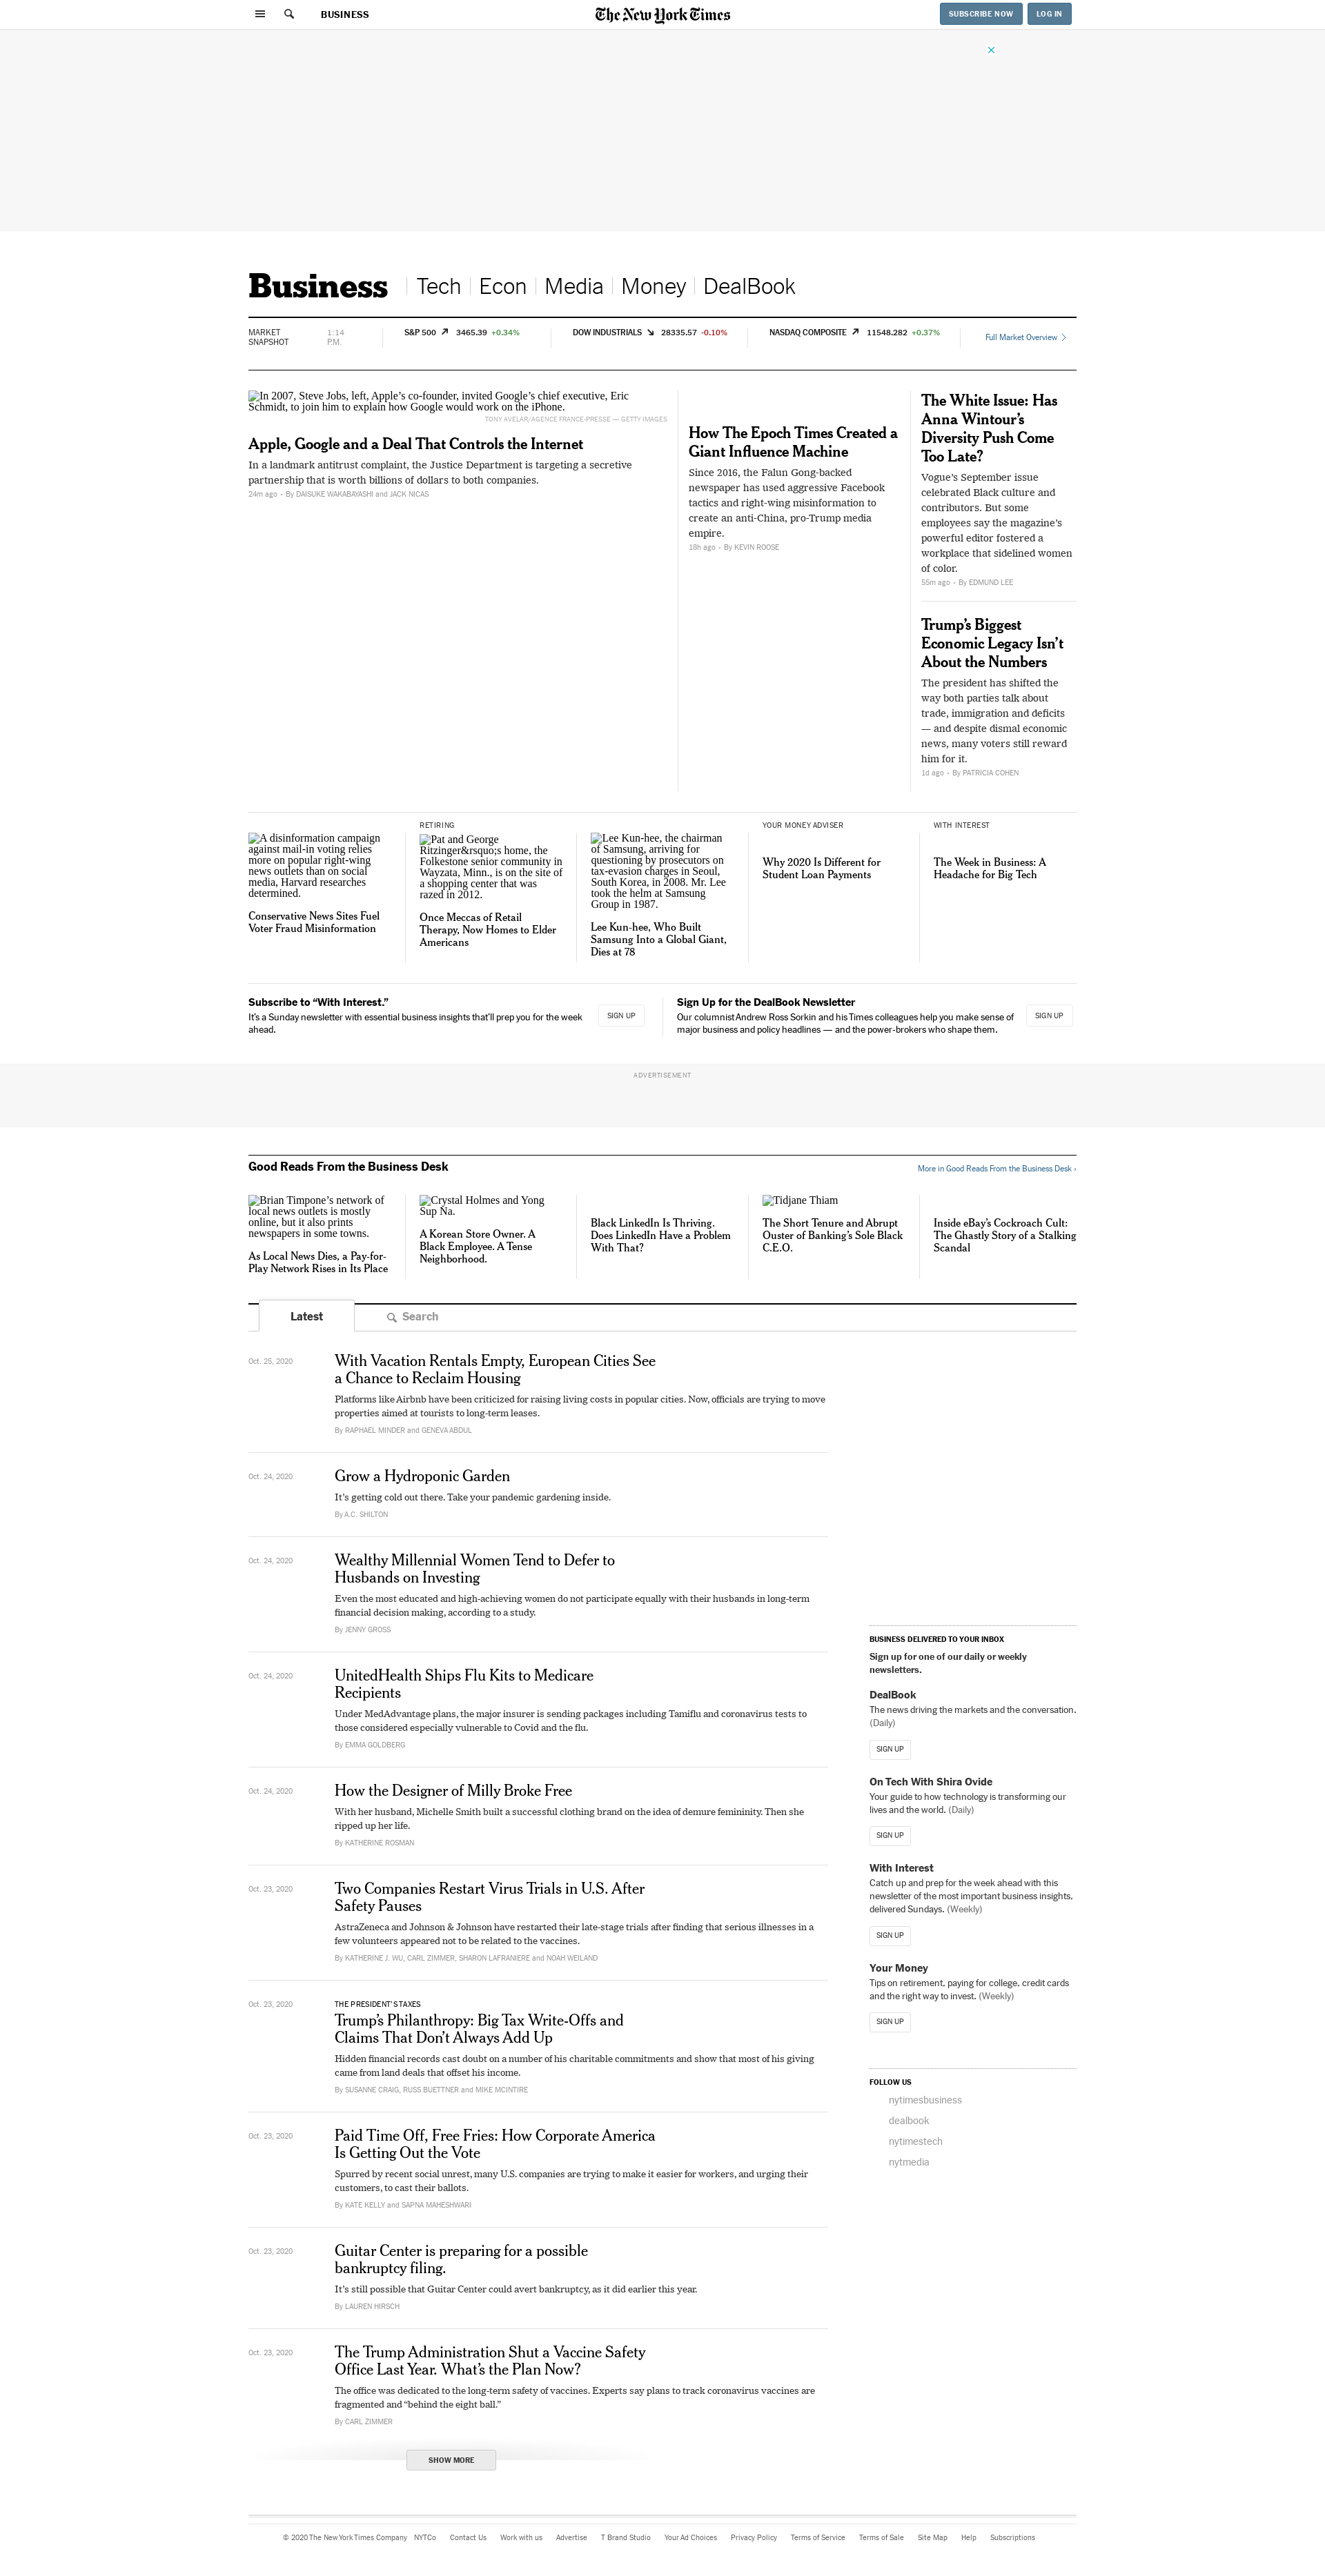 BUSINESS
The New York Times
SUBSCRIBE NOW
LOG IN
Business
Tech
Econ
Media
Money
DealBook
MARKET
SNAPSHOT
1:14
P.M.
S&P 500 3465.39 +0.34%
DOW INDUSTRIALS 28335.57 -0.10%
NASDAQ COMPOSITE 11548.282 +0.37%
Full Market Overview
In 2007, Steve Jobs, left, Apple’s co-founder, invited Google’s chief executive, Eric
Schmidt, to join him to explain how Google would work on the iPhone.
TONY AVELAR/AGENCE FRANCE-PRESSE — GETTY IMAGES
Apple, Google and a Deal That Controls the Internet
In a landmark antitrust complaint, the Justice Department is targeting a secretive
partnership that is worth billions of dollars to both companies.
24m ago • By DAISUKE WAKABAYASHI and JACK NICAS
How The Epoch Times Created a
Giant Influence Machine
Since 2016, the Falun Gong-backed
newspaper has used aggressive Facebook
tactics and right-wing misinformation to
create an anti-China, pro-Trump media
empire.
18h ago • By KEVIN ROOSE
The White Issue: Has
Anna Wintour’s
Diversity Push Come
Too Late?
Vogue’s September issue
celebrated Black culture and
contributors. But some
employees say the magazine’s
powerful editor fostered a
workplace that sidelined women
of color.
55m ago • By EDMUND LEE
Trump’s Biggest
Economic Legacy Isn’t
About the Numbers
The president has shifted the
way both parties talk about
trade, immigration and deficits
— and despite dismal economic
news, many voters still reward
him for it.
1d ago • By PATRICIA COHEN
A disinformation campaign
against mail-in voting relies
more on popular right-wing
news outlets than on social
media, Harvard researches
determined.
Conservative News Sites Fuel
Voter Fraud Misinformation
RETIRING
Pat and George
Ritzinger&rsquo;s home, the
Folkestone senior community in
Wayzata, Minn., is on the site of
a shopping center that was
razed in 2012.
Once Meccas of Retail
Therapy, Now Homes to Elder
Americans
Lee Kun-hee, the chairman
of Samsung, arriving for
questioning by prosecutors on
tax-evasion charges in Seoul,
South Korea, in 2008. Mr. Lee
took the helm at Samsung
Group in 1987.
Lee Kun-hee, Who Built
Samsung Into a Global Giant,
Dies at 78
YOUR MONEY ADVISER
Why 2020 Is Different for
Student Loan Payments
WITH INTEREST
The Week in Business: A
Headache for Big Tech
Subscribe to “With Interest.”
It’s a Sunday newsletter with essential business insights that’ll prep you for the week
ahead.
SIGN UP
Sign Up for the DealBook Newsletter
Our columnist Andrew Ross Sorkin and his Times colleagues help you make sense of
major business and policy headlines — and the power-brokers who shape them.
SIGN UP
ADVERTISEMENT
Good Reads From the Business Desk
More in Good Reads From the Business Desk ›
Brian Timpone’s network of
local news outlets is mostly
online, but it also prints
newspapers in some towns.
As Local News Dies, a Pay-for-
Play Network Rises in Its Place
Crystal Holmes and Yong
Sup Na.
A Korean Store Owner. A
Black Employee. A Tense
Neighborhood.
Black LinkedIn Is Thriving.
Does LinkedIn Have a Problem
With That?
Tidjane Thiam
The Short Tenure and Abrupt
Ouster of Banking’s Sole Black
C.E.O.
Inside eBay’s Cockroach Cult:
The Ghastly Story of a Stalking
Scandal
Latest
Search
Oct. 25, 2020
With Vacation Rentals Empty, European Cities See
a Chance to Reclaim Housing
Platforms like Airbnb have been criticized for raising living costs in popular cities. Now, officials are trying to move
properties aimed at tourists to long-term leases.
By RAPHAEL MINDER and GENEVA ABDUL
Oct. 24, 2020
Grow a Hydroponic Garden
It’s getting cold out there. Take your pandemic gardening inside.
By A.C. SHILTON
Oct. 24, 2020
Wealthy Millennial Women Tend to Defer to
Husbands on Investing
Even the most educated and high-achieving women do not participate equally with their husbands in long-term
financial decision making, according to a study.
By JENNY GROSS
Oct. 24, 2020
UnitedHealth Ships Flu Kits to Medicare
Recipients
Under MedAdvantage plans, the major insurer is sending packages including Tamiflu and coronavirus tests to
those considered especially vulnerable to Covid and the flu.
By EMMA GOLDBERG
Oct. 24, 2020
How the Designer of Milly Broke Free
With her husband, Michelle Smith built a successful clothing brand on the idea of demure femininity. Then she
ripped up her life.
By KATHERINE ROSMAN
Oct. 23, 2020
Two Companies Restart Virus Trials in U.S. After
Safety Pauses
AstraZeneca and Johnson & Johnson have restarted their late-stage trials after finding that serious illnesses in a
few volunteers appeared not to be related to the vaccines.
By KATHERINE J. WU, CARL ZIMMER, SHARON LAFRANIERE and NOAH WEILAND
Oct. 23, 2020
THE PRESIDENT’S TAXES
Trump’s Philanthropy: Big Tax Write-Offs and
Claims That Don’t Always Add Up
Hidden financial records cast doubt on a number of his charitable commitments and show that most of his giving
came from land deals that offset his income.
By SUSANNE CRAIG, RUSS BUETTNER and MIKE MCINTIRE
Oct. 23, 2020
Paid Time Off, Free Fries: How Corporate America
Is Getting Out the Vote
Spurred by recent social unrest, many U.S. companies are trying to make it easier for workers, and urging their
customers, to cast their ballots.
By KATE KELLY and SAPNA MAHESHWARI
Oct. 23, 2020
Guitar Center is preparing for a possible
bankruptcy filing.
It’s still possible that Guitar Center could avert bankruptcy, as it did earlier this year.
By LAUREN HIRSCH
Oct. 23, 2020
The Trump Administration Shut a Vaccine Safety
Office Last Year. What’s the Plan Now?
The office was dedicated to the long-term safety of vaccines. Experts say plans to track coronavirus vaccines are
fragmented and “behind the eight ball.”
By CARL ZIMMER
SHOW MORE
BUSINESS DELIVERED TO YOUR INBOX
Sign up for one of our daily or weekly
newsletters.
DealBook
The news driving the markets and the conversation.
(Daily)
SIGN UP
On Tech With Shira Ovide
Your guide to how technology is transforming our
lives and the world. (Daily)
SIGN UP
With Interest
Catch up and prep for the week ahead with this
newsletter of the most important business insights,
delivered Sundays. (Weekly)
SIGN UP
Your Money
Tips on retirement, paying for college, credit cards
and the right way to invest. (Weekly)
SIGN UP
FOLLOW US
nytimesbusiness
dealbook
nytimestech
nytmedia
© 2020 The New York Times Company NYTCo Contact Us Work with us Advertise T Brand Studio Your Ad Choices Privacy Policy Terms of Service Terms of Sale Site Map Help Subscriptions